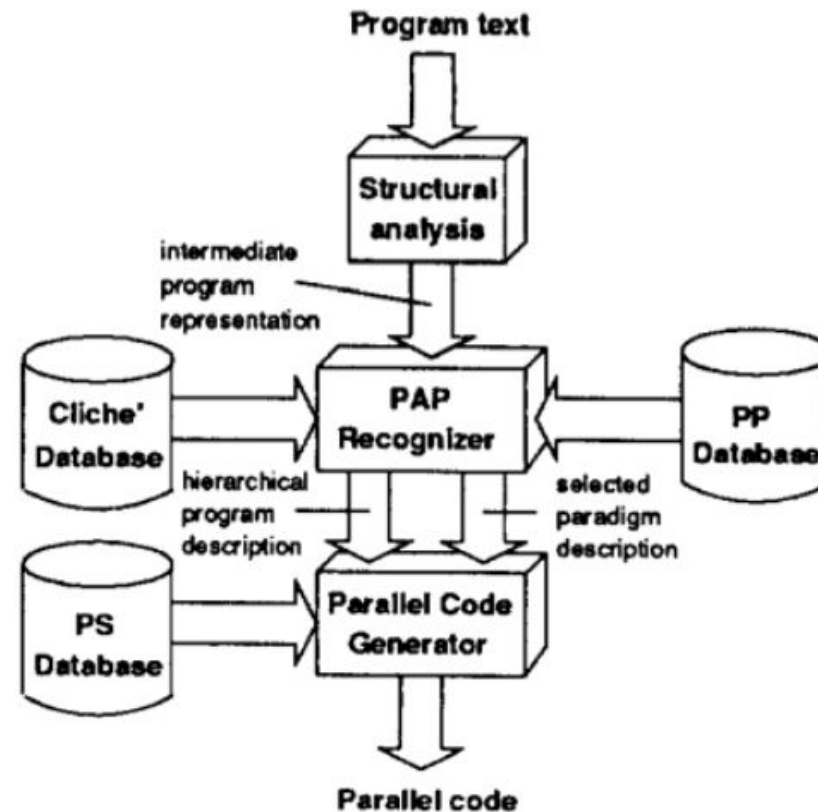 Program text
Structural
analysis
intermediate
program
representation
Cliche'
Database
PAP
Recognizer
PP
Database
hierarchical
program
description
selected
paradigm
description
PS
Database
Parallel Code
Generator
Parallel code